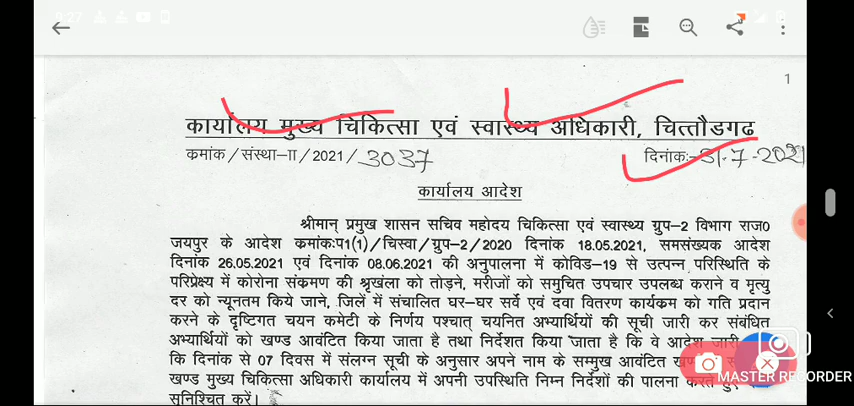 1
कार्यालय मुख्य चिकित्सा एवं स्वास्थ्य अधिकारी, चित्तौडगढ
कमांक/संस्था-II/2021/3037 दिनांकः-31-7-2021
कार्यालय आदेश
श्रीमान् प्रमुख शासन सचिव महोदय चिकित्सा एवं स्वास्थ्य ग्रुप-2 विभाग राज0
जयपुर के आदेश कमांकःप1(1)/चिस्वा/ग्रुप-2/2020 दिनांक 18.05.2021, समसंख्यक आदेश
दिनांक 26.05.2021 एवं दिनांक 08.06.2021 की अनुपालना में कोविड-19 से उत्पन्न परिस्थिति के
परिप्रेक्ष्य में कोरोना संकमण की श्रृखंला को तोड़ने, मरीजों को समुचित उपचार उपलब्ध कराने व मृत्यु
दर को न्यूनतम किये जाने, जिलें में संचालित घर-घर सर्वे एवं दवा वितरण कार्यकम को गति प्रदान
करने के दृष्टिगत चयन कमेटी के निर्णय पश्चात् चयनित अभ्यार्थियों की सूची जारी कर संबंधित
अभ्यार्थियों को खण्ड आवंटित किया जाता है तथा निर्देशत किया जाता है कि वे आदेश जारी
कि दिनांक से 07 दिवस में संलग्न सूची के अनुसार अपने नाम के सम्मुख आवंटित
खण्ड मुख्य चिकित्सा अधिकारी कार्यालय में अपनी उपस्थिति निम्न निर्देशों की पालना करते हुए
सुनिश्चित करें।
MASTER RECORDER